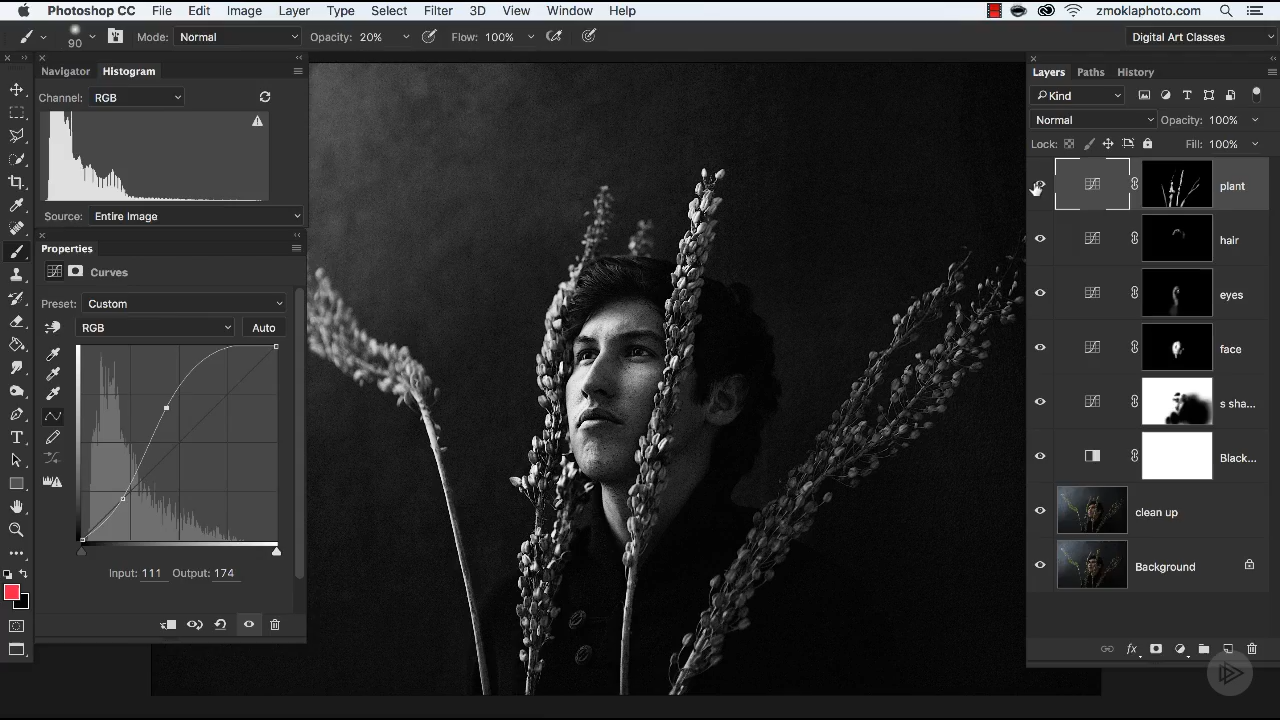 Photoshop CC File Edit Image Layer Type Select Filter 3D View Window Help zmoklaphoto.com
90 Mode: Normal Opacity: 20% Flow: 100% Digital Art Classes
Navigator Histogram
Channel: RGB
Source: Entire Image
Properties
Curves
Preset: Custom
RGB Auto
Input: 111 Output: 174
Layers Paths History
Kind
Normal Opacity: 100%
Lock: Fill: 100%
plant
hair
eyes
face
s sha...
Black...
clean up
Background